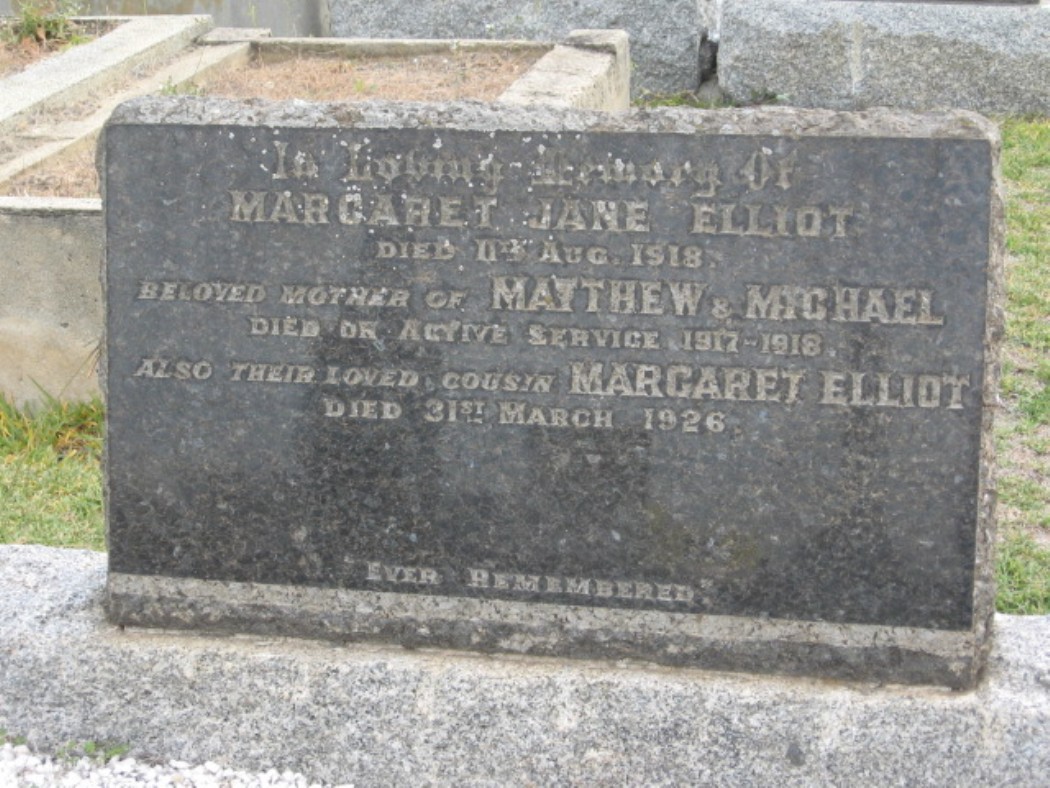 In Loving Memory Of
MARGARET JANE ELLIOT
DIED 11TH AUG. 1918.
BELOVED MOTHER OF MATTHEW & MICHAEL
DIED ON ACTIVE SERVICE 1917-1918.
ALSO THEIR LOVED COUSIN MARGARET ELLIOT
DIED 31ST MARCH 1926.
"EVER REMEMBERED."